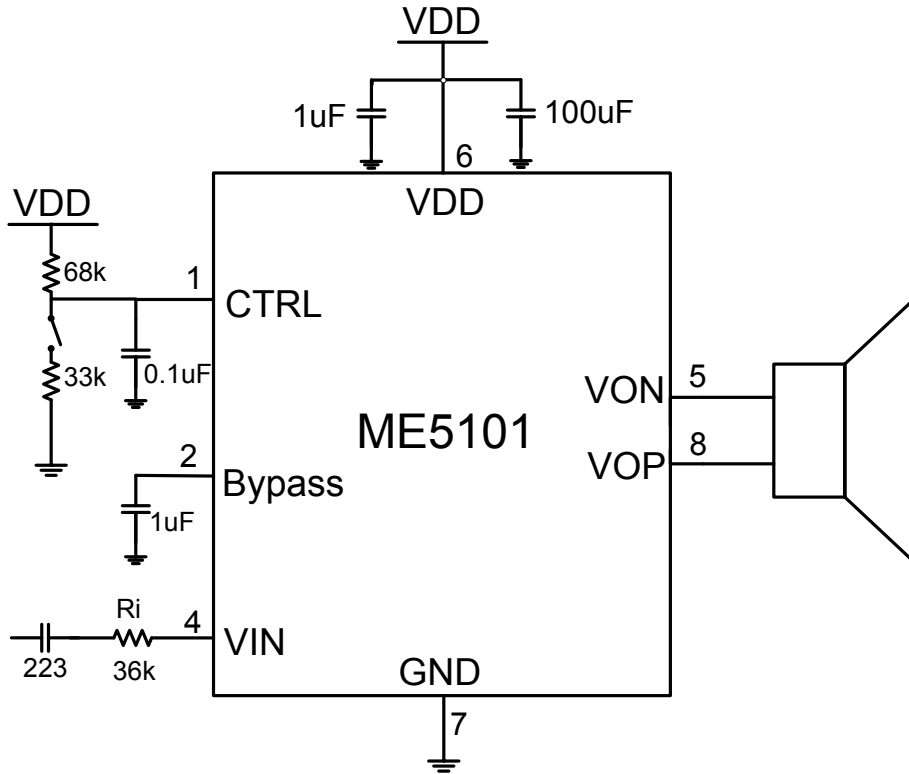 VDD
1uF
100uF
6
VDD
VDD
68k
1
CTRL
33k
0.1uF
ME5101
VON
5
VOP
8
2
Bypass
1uF
Ri
4
VIN
223
36k
GND
7